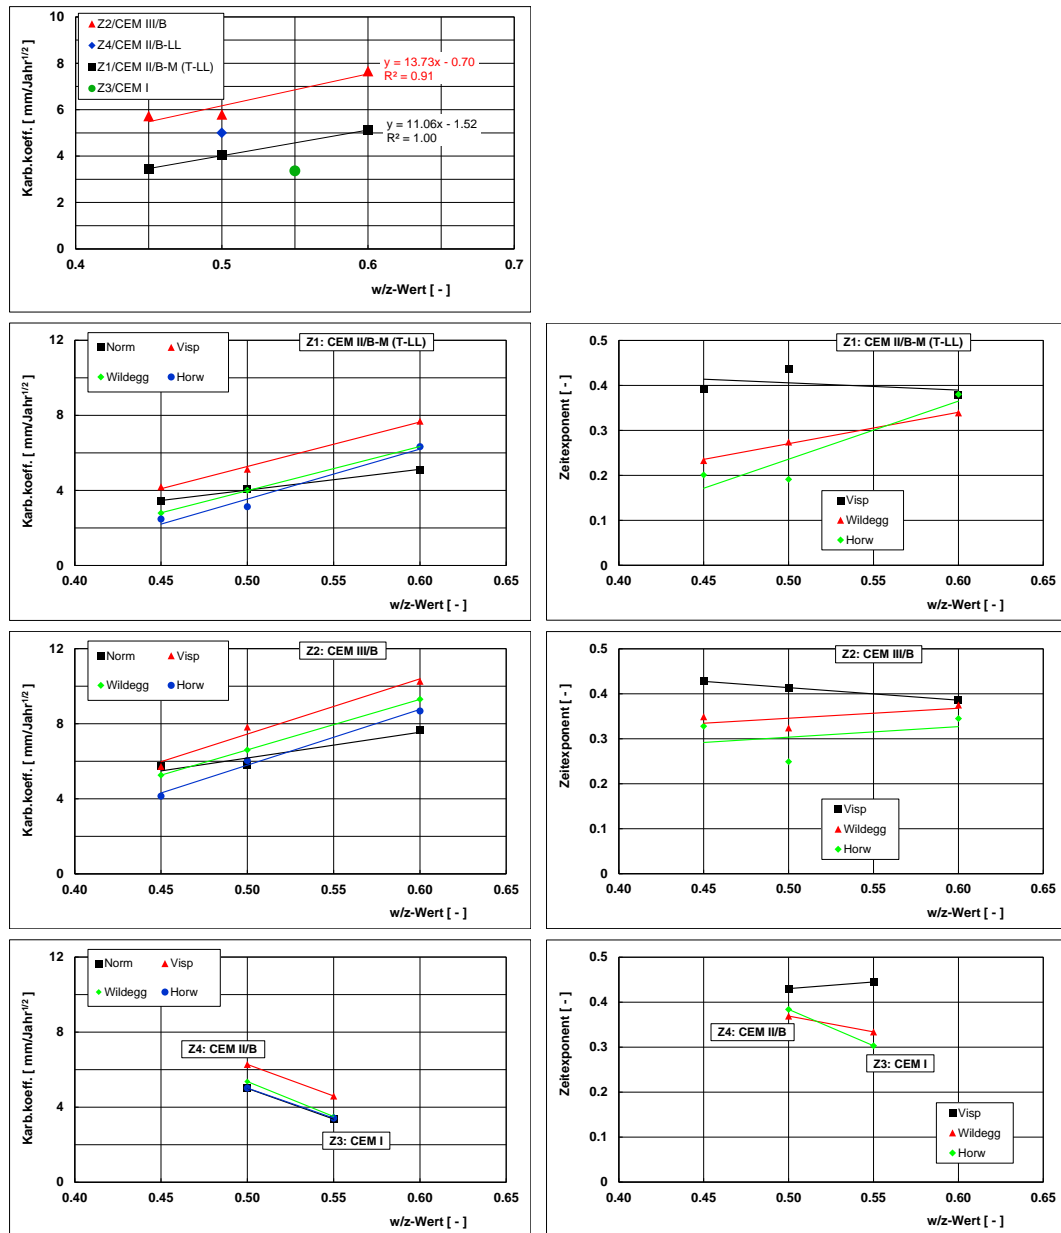 Karb.koeff. [ mm/Jahr1/2]
10
8
6
4
2
0
Z2/CEM III/B
Z4/CEM II/B-LL
Z1/CEM II/B-M (T-LL)
Z3/CEM I
y = 13.73x - 0.70
R² = 0.91
y = 11.06x - 1.52
R² = 1.00
0.4 0.5 0.6 0.7
w/z-Wert [ - ]
Karb.koeff. [ mm/Jahr1/2]
12
8
4
0
Norm Visp
Wildegg Horw
Z1: CEM II/B-M (T-LL)
0.40 0.45 0.50 0.55 0.60 0.65
w/z-Wert [ - ]
Zeitexponent [ - ]
0.5
0.4
0.3
0.2
0.1
0
Z1: CEM II/B-M (T-LL)
Visp
Wildegg
Horw
0.40 0.45 0.50 0.55 0.60 0.65
w/z-Wert [ - ]
Karb.koeff. [ mm/Jahr1/2]
12
8
4
0
Norm Visp
Wildegg Horw
Z2: CEM III/B
0.40 0.45 0.50 0.55 0.60 0.65
w/z-Wert [ - ]
Zeitexponent [ - ]
0.5
0.4
0.3
0.2
0.1
0
Z2: CEM III/B
Visp
Wildegg
Horw
0.40 0.45 0.50 0.55 0.60 0.65
w/z-Wert [ - ]
Karb.koeff. [ mm/Jahr1/2]
12
8
4
0
Norm Visp
Wildegg Horw
Z4: CEM II/B
Z3: CEM I
0.40 0.45 0.50 0.55 0.60 0.65
w/z-Wert [ - ]
Zeitexponent [ - ]
0.5
0.4
0.3
0.2
0.1
0
Z4: CEM II/B
Z3: CEM I
Visp
Wildegg
Horw
0.40 0.45 0.50 0.55 0.60 0.65
w/z-Wert [ - ]